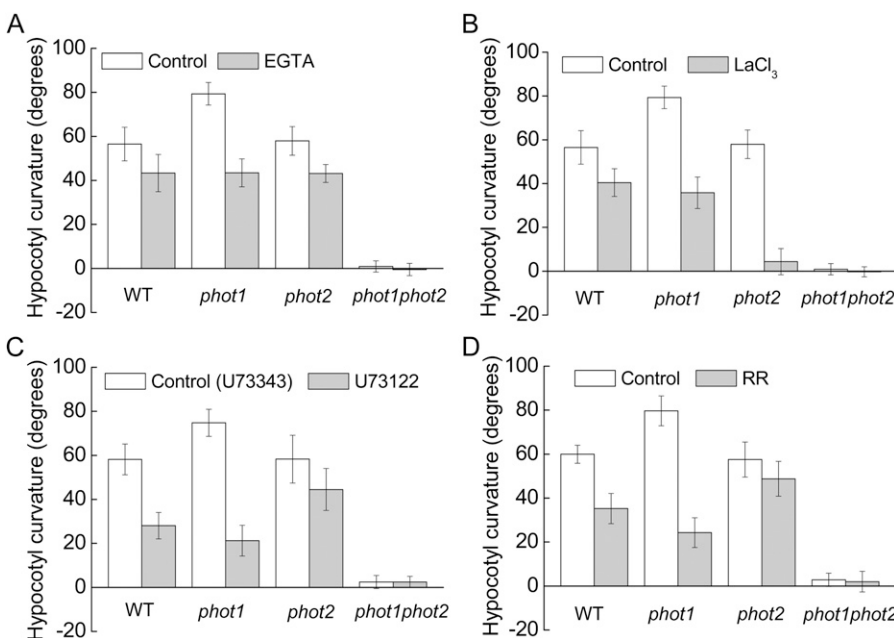 A
Hypocotyl curvature (degrees)
100
80
60
40
20
0
-20
Control EGTA
WT phot1 phot2 phot1phot2
B
Hypocotyl curvature (degrees)
100
80
60
40
20
0
-20
Control LaCl₃
WT phot1 phot2 phot1phot2
C
Hypocotyl curvature (degrees)
100
80
60
40
20
0
-20
Control (U73343) U73122
WT phot1 phot2 phot1phot2
D
Hypocotyl curvature (degrees)
100
80
60
40
20
0
-20
Control RR
WT phot1 phot2 phot1phot2